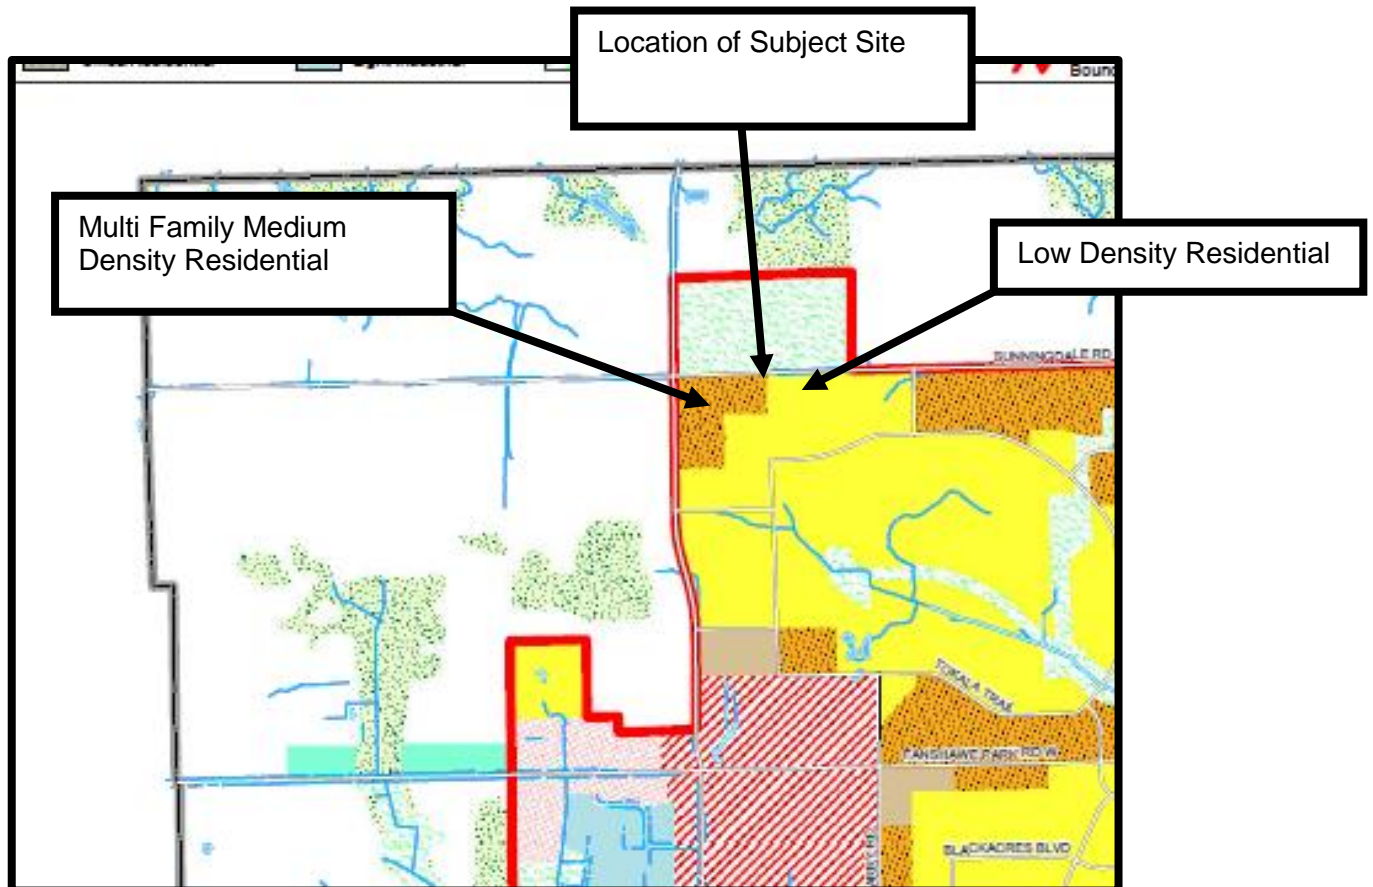 Location of Subject Site
Boun
Multi Family Medium
Density Residential
Low Density Residential
SUNNINGDALE RD
TOKALA TRAIL
FANSHAWE PARK RD W
BLACKACRES BLVD